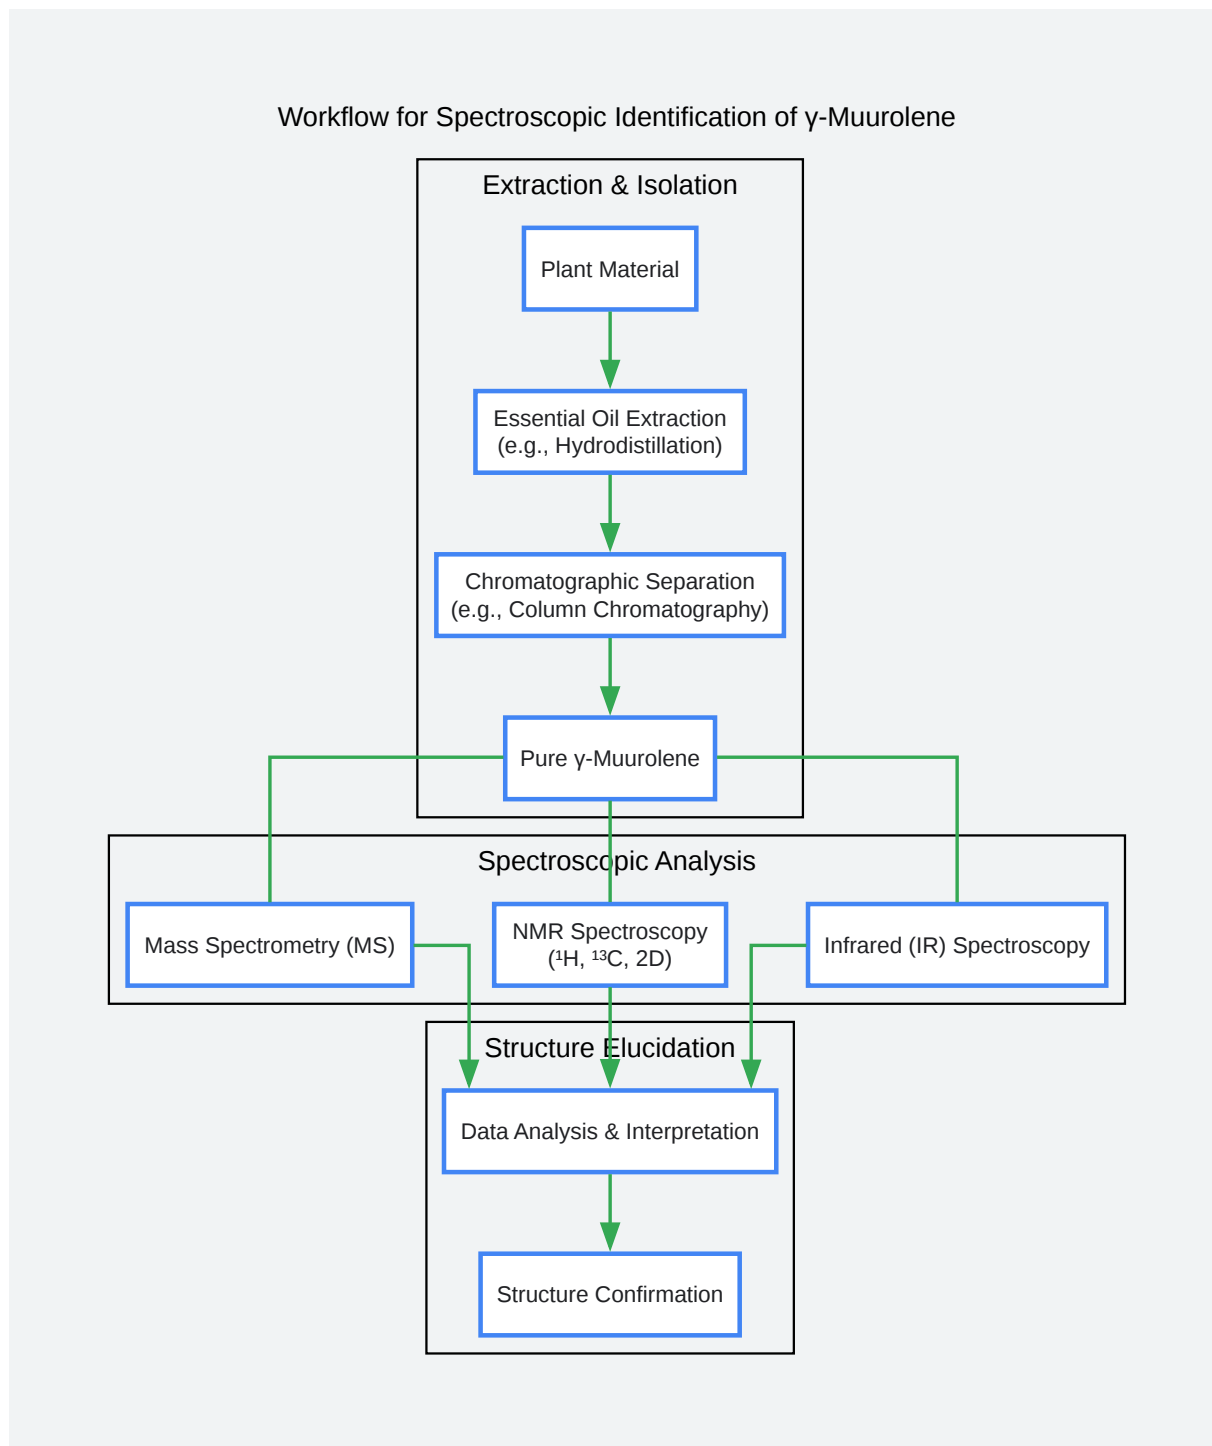 Workflow for Spectroscopic Identification of γ-Muurolene
Extraction & Isolation
Plant Material
Essential Oil Extraction
(e.g., Hydrodistillation)
Chromatographic Separation
(e.g., Column Chromatography)
Pure γ-Muurolene
Spectroscopic Analysis
Mass Spectrometry (MS)
NMR Spectroscopy
(¹H, ¹³C, 2D)
Infrared (IR) Spectroscopy
Structure Elucidation
Data Analysis & Interpretation
Structure Confirmation